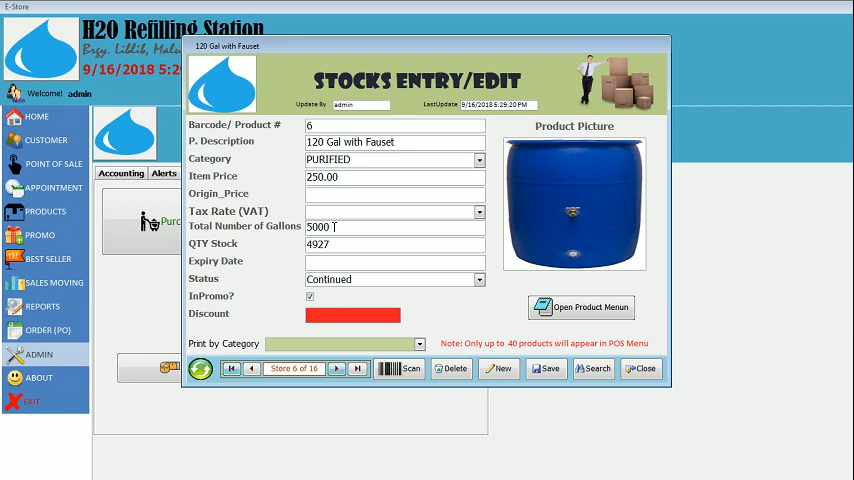 E-Store
H20 Refilling Station
Brgy. Liblib, Malu
9/16/2018 5:29
Welcome! admin
HOME
CUSTOMER
POINT OF SALE
APPOINTMENT
PRODUCTS
PROMO
BEST SELLER
SALES MOVING
REPORTS
ORDER (PO)
ADMIN
ABOUT
EXIT
Accounting Alerts
Purc
120 Gal with Fauset
STOCKS ENTRY/EDIT
Update By admin LastUpdate 9/16/2018 5:29:20 PM
Barcode/ Product # 6
P. Description 120 Gal with Fauset
Category PURIFIED
Item Price 250.00
Origin_Price
Tax Rate (VAT)
Total Number of Gallons 5000
QTY Stock 4927
Expiry Date
Status Continued
InPromo?
Discount
Product Picture
Open Product Menun
Print by Category
Note: Only up to 40 products will appear in POS Menu
Store 6 of 16
Scan
Delete
New
Save
Search
Close